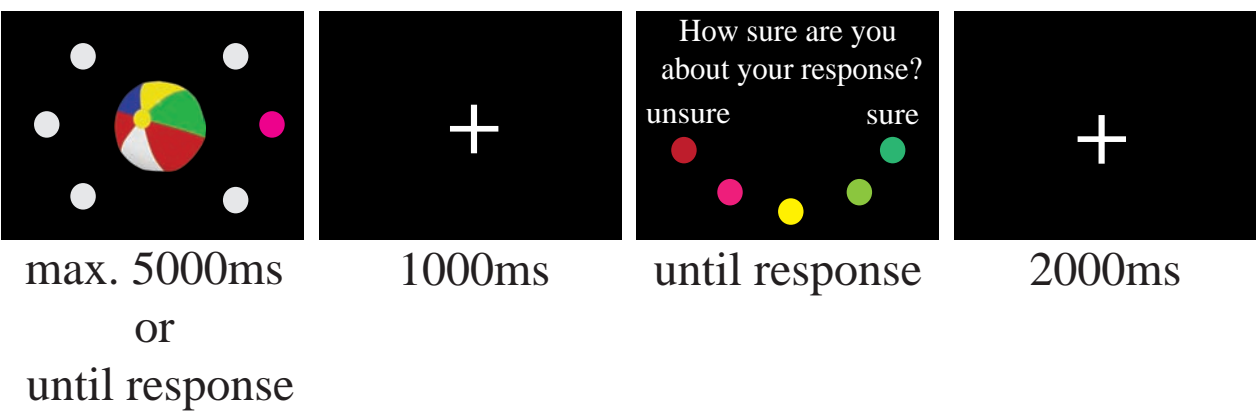 How sure are you
about your response?
unsure
sure
max. 5000ms
or
until response
1000ms
until response
2000ms